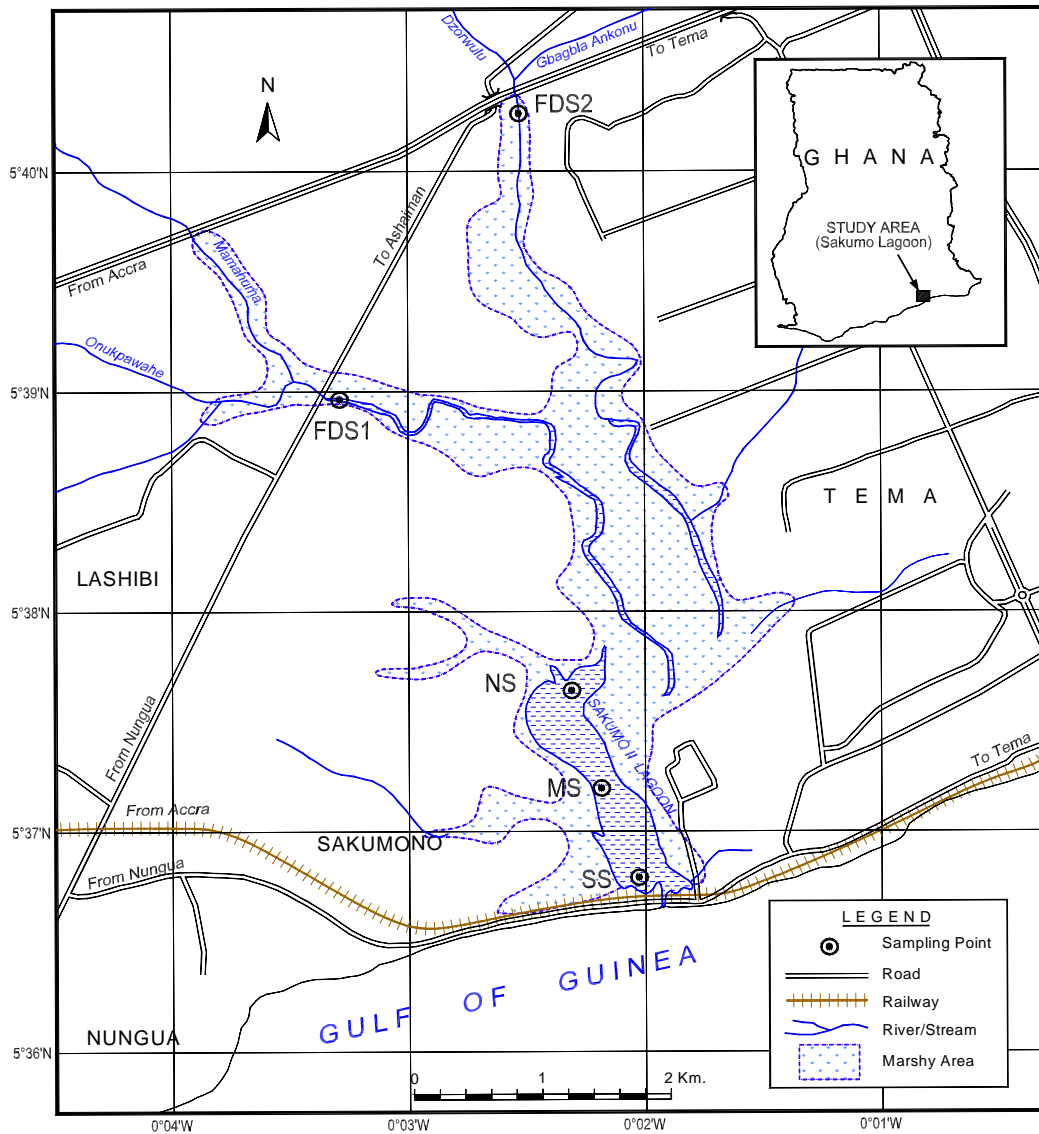 Dzorwulu
Gbagbla Ankonu
To Tema
N
FDS2
GHANA
5°40'N
To Ashaiman
STUDY AREA
(Sakumo Lagoon)
Mamahuma
From Accra
Onukpawahe
5°39'N
FDS1
TEMA
LASHIBI
5°38'N
NS
SAKUMO II LAGOON
From Nungua
To Tema
MS
From Accra
5°37'N
SAKUMONO
From Nungua
SS
LEGEND
Sampling Point
Road
Railway
River/Stream
Marshy Area
GULF OF GUINEA
NUNGUA
5°36'N
0 1 2 Km.
0°04'W 0°03'W 0°02'W 0°01'W